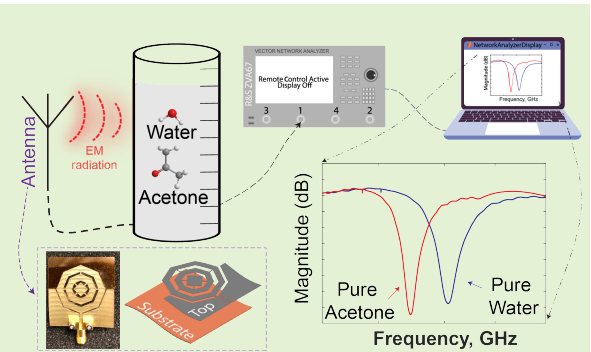 Antenna
EM
radiation
Water
Acetone
VECTOR NETWORK ANALYZER
R&S ZVA67
Remote Control Active
Display Off
3 1 4 2
NetworkAnalyzerDisplay
Magnitude (dB)
Frequency, GHz
Substrate
Top
Magnitude (dB)
Pure
Acetone
Pure
Water
Frequency, GHz